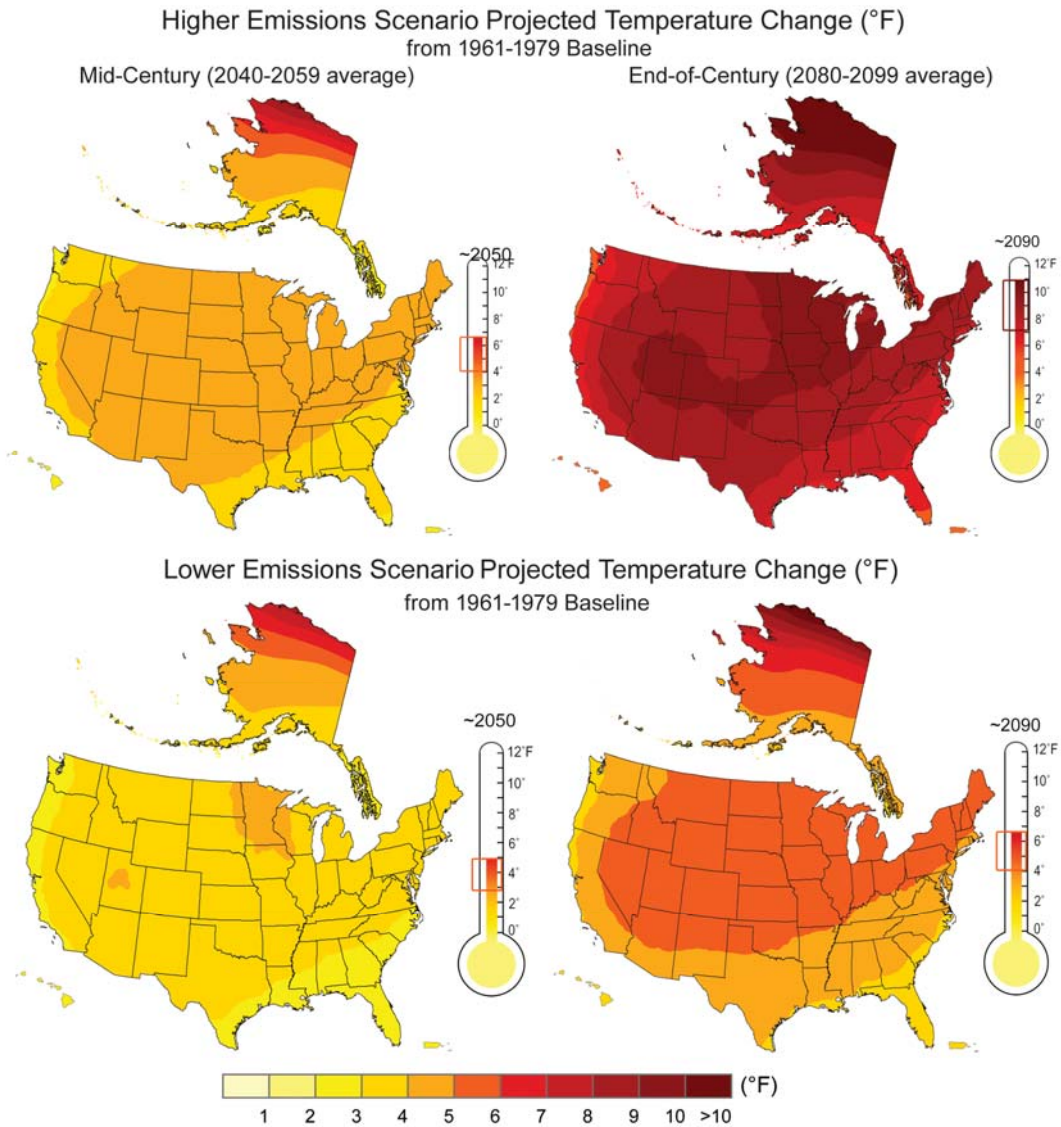 Higher Emissions Scenario Projected Temperature Change (°F)
from 1961-1979 Baseline
Mid-Century (2040-2059 average)
End-of-Century (2080-2099 average)
~2050
12˚F
10˚
8˚
6˚
4˚
2˚
0˚
~2090
12˚F
10˚
8˚
6˚
4˚
2˚
0˚
Lower Emissions Scenario Projected Temperature Change (°F)
from 1961-1979 Baseline
~2050
12˚F
10˚
8˚
6˚
4˚
2˚
0˚
~2090
12˚F
10˚
8˚
6˚
4˚
2˚
0˚
(°F)
1 2 3 4 5 6 7 8 9 10 >10